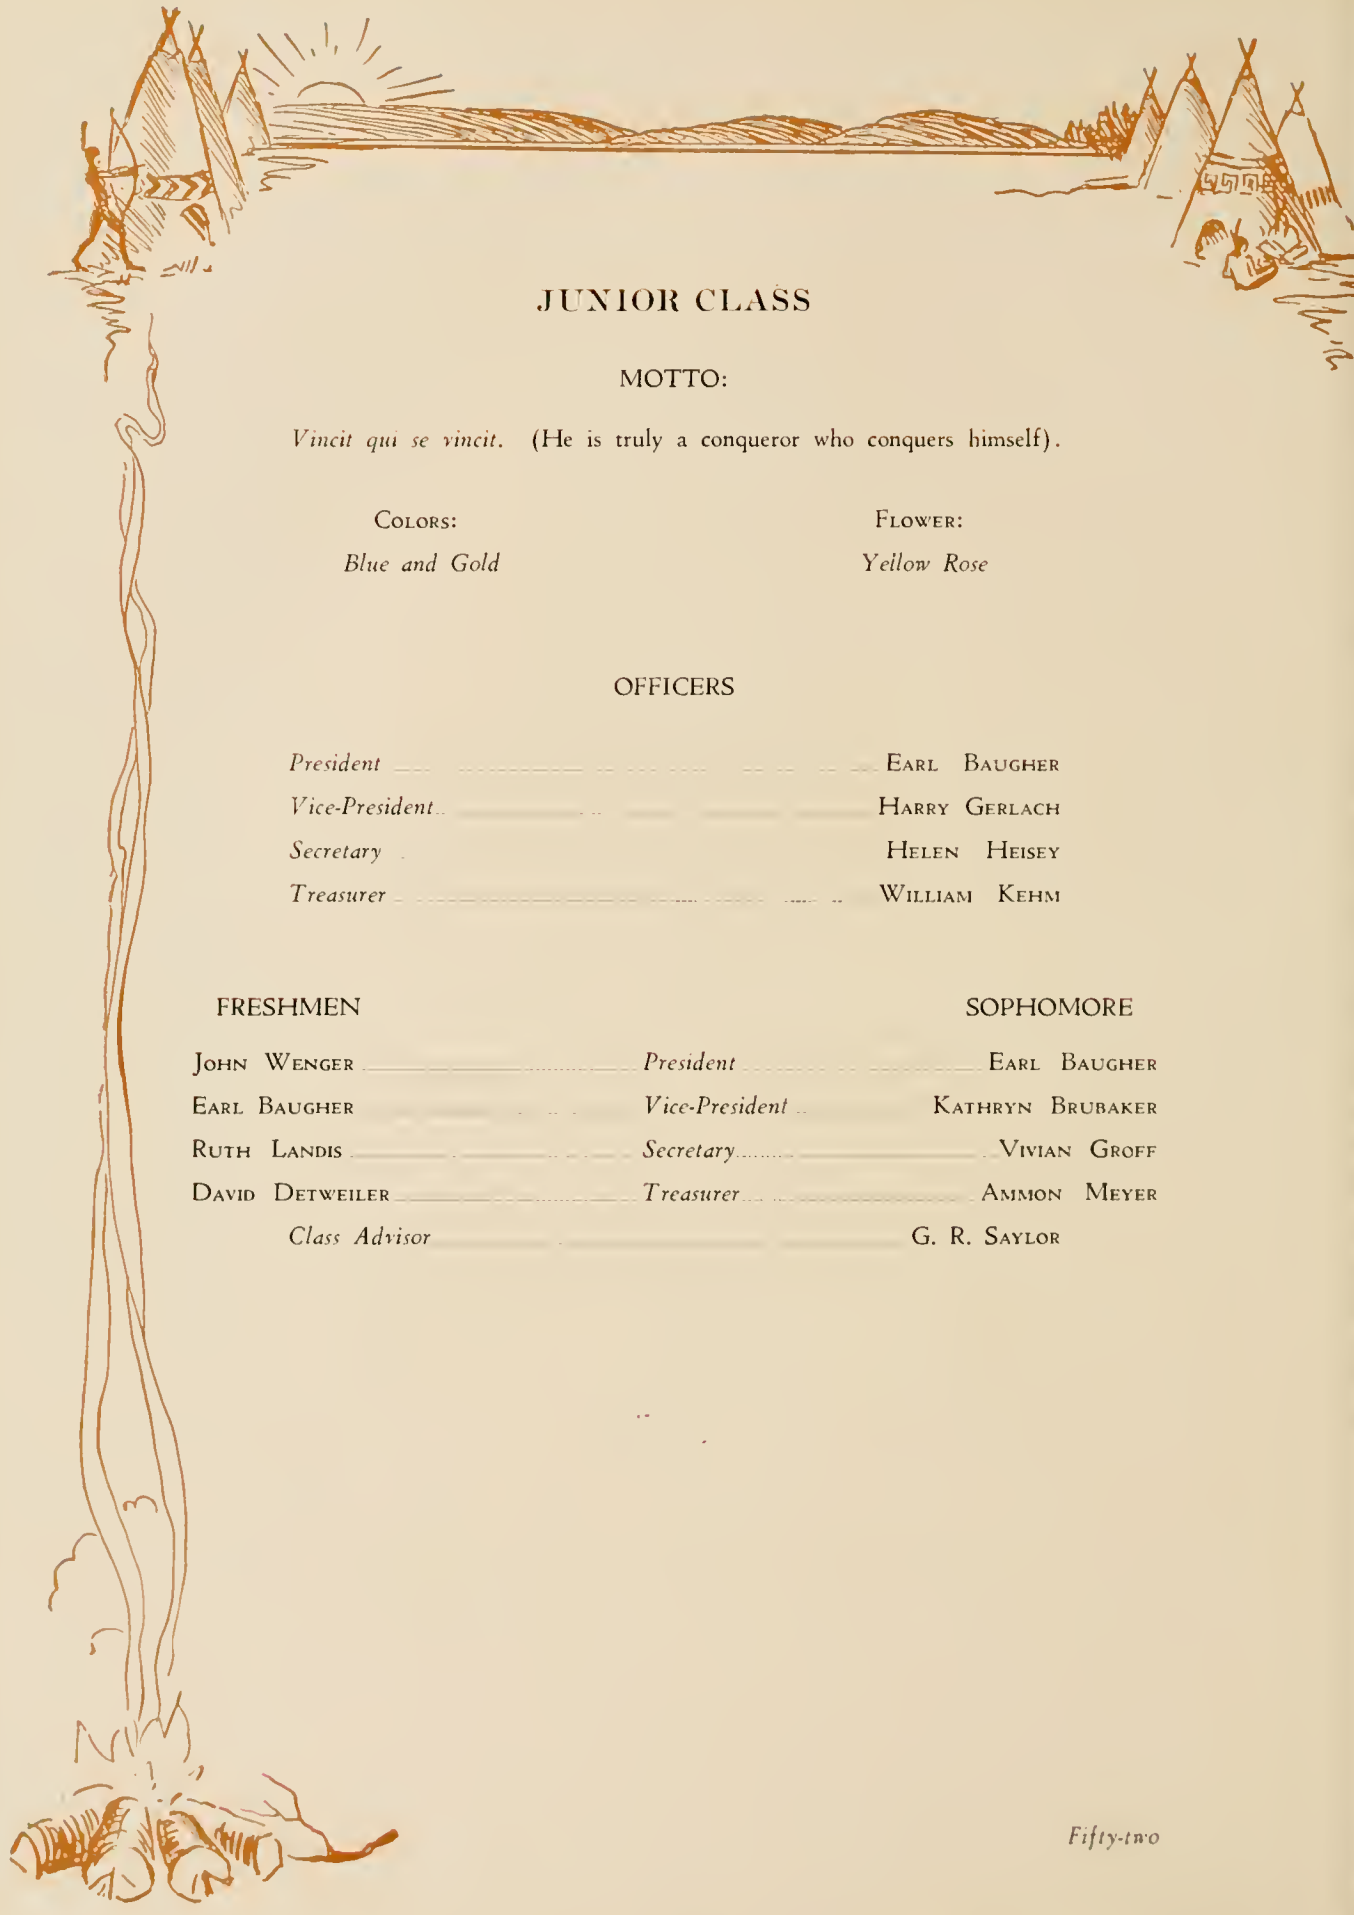 JUNIOR CLASS
MOTTO:
Vincit qui se vincit. (He is truly a conqueror who conquers himself).
COLORS: FLOWER:
Blue and Gold Yellow Rose
OFFICERS
President EARL BAUGHER
Vice-President HARRY GERLACH
Secretary HELEN HEISEY
Treasurer WILLIAM KEHM
FRESHMEN SOPHOMORE
JOHN WENGER President EARL BAUGHER
EARL BAUGHER Vice-President KATHRYN BRUBAKER
RUTH LANDIS Secretary VIVIAN GROFF
DAVID DETWEILER Treasurer AMMON MEYER
Class Advisor G. R. SAYLOR
Fifty-two